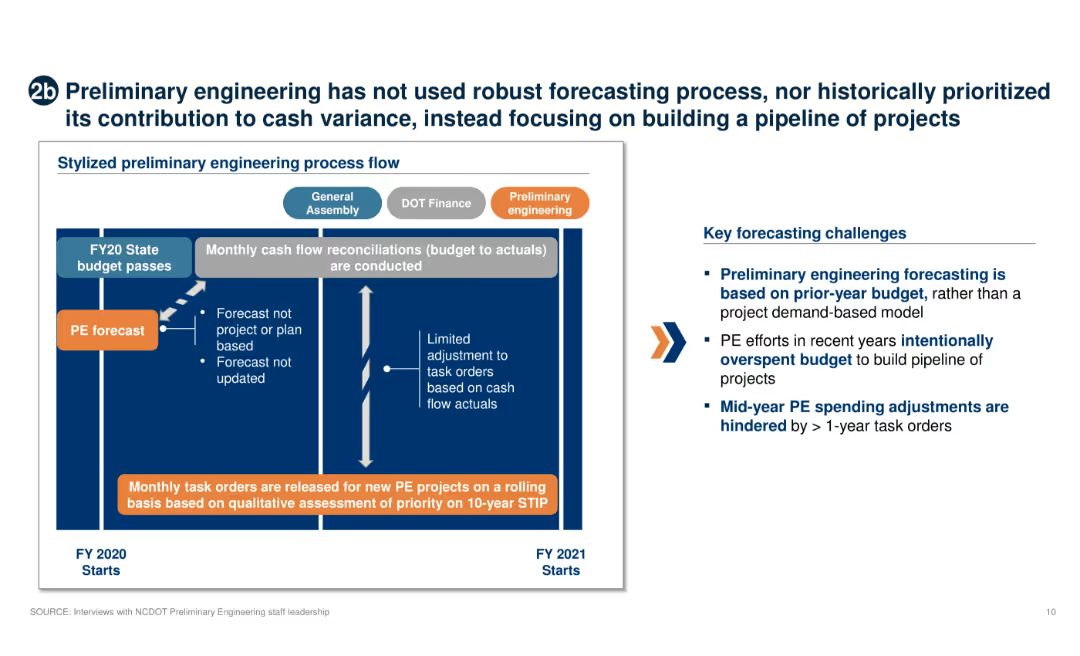 2b Preliminary engineering has not used robust forecasting process, nor historically prioritized
its contribution to cash variance, instead focusing on building a pipeline of projects
Stylized preliminary engineering process flow
General
Assembly
DOT Finance
Preliminary
engineering
FY20 State
budget passes
Monthly cash flow reconciliations (budget to actuals)
are conducted
PE forecast
• Forecast not
project or plan
based
• Forecast not
updated
Limited
adjustment to
task orders
based on cash
flow actuals
Monthly task orders are released for new PE projects on a rolling
basis based on qualitative assessment of priority on 10-year STIP
FY 2020
Starts
FY 2021
Starts
Key forecasting challenges
▪ Preliminary engineering forecasting is
based on prior-year budget, rather than a
project demand-based model
▪ PE efforts in recent years intentionally
overspent budget to build pipeline of
projects
▪ Mid-year PE spending adjustments are
hindered by > 1-year task orders
SOURCE: Interviews with NCDOT Preliminary Engineering staff leadership
10